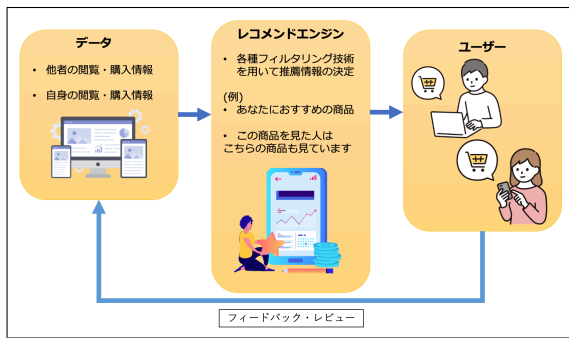 データ
• 他者の閲覧・購入情報
• 自身の閲覧・購入情報
レコメンドエンジン
• 各種フィルタリング技術
を用いて推薦情報の決定
(例)
• あなたにおすすめの商品
• この商品を見た人は
こちらの商品も見ています
ユーザー
フィードバック・レビュー